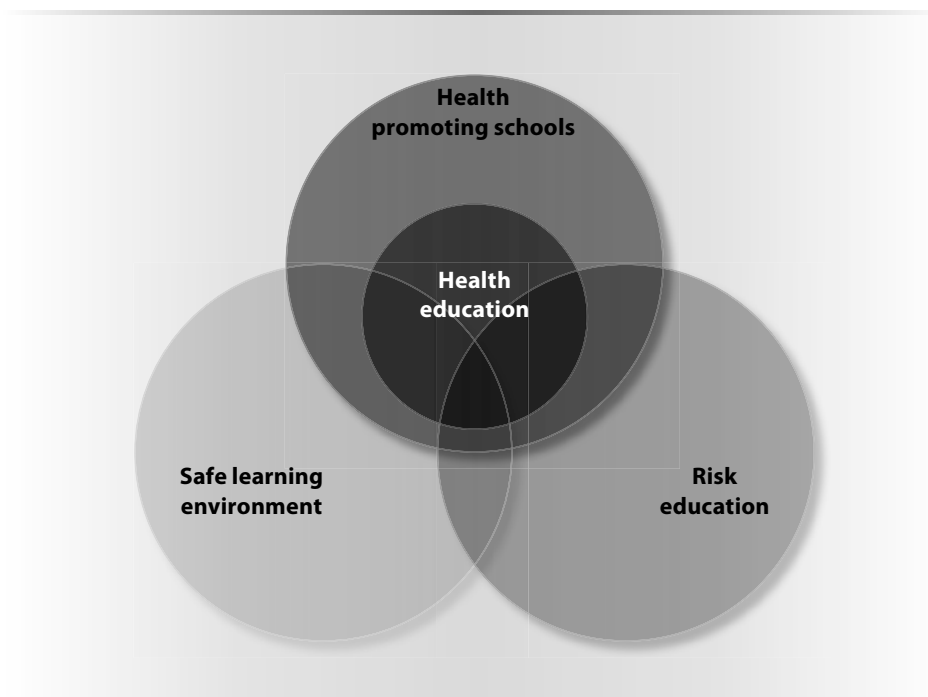 Health
promoting schools
Health
education
Safe learning
environment
Risk
education